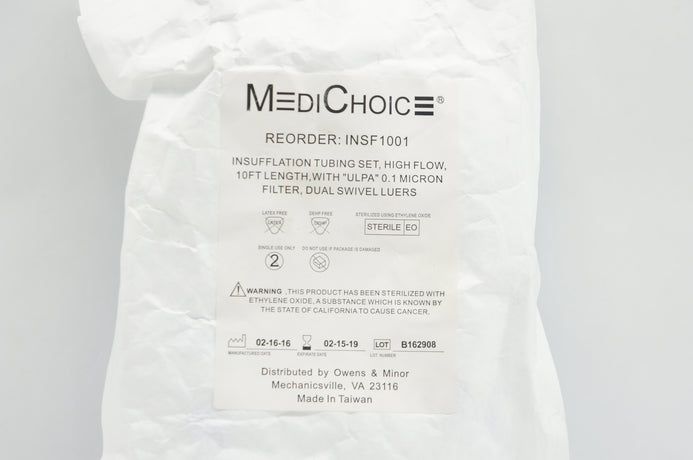 MEDICHOICE®
REORDER: INSF1001
INSUFFLATION TUBING SET, HIGH FLOW,
10FT LENGTH, WITH "ULPA" 0.1 MICRON
FILTER, DUAL SWIVEL LUERS
LATEX FREE DEHP FREE STERILIZED USING ETHYLENE OXIDE
LATEX DEHP STERILE EO
SINGLE USE ONLY DO NOT USE IF PACKAGE IS DAMAGED
2
WARNING ,THIS PRODUCT HAS BEEN STERILIZED WITH
ETHYLENE OXIDE, A SUBSTANCE WHICH IS KNOWN BY
THE STATE OF CALIFORNIA TO CAUSE CANCER.
02-16-16 02-15-19 LOT B162908
MANUFACTURED DATE EXPIRATE DATE LOT NUMBER
Distributed by Owens & Minor
Mechanicsville, VA 23116
Made In Taiwan